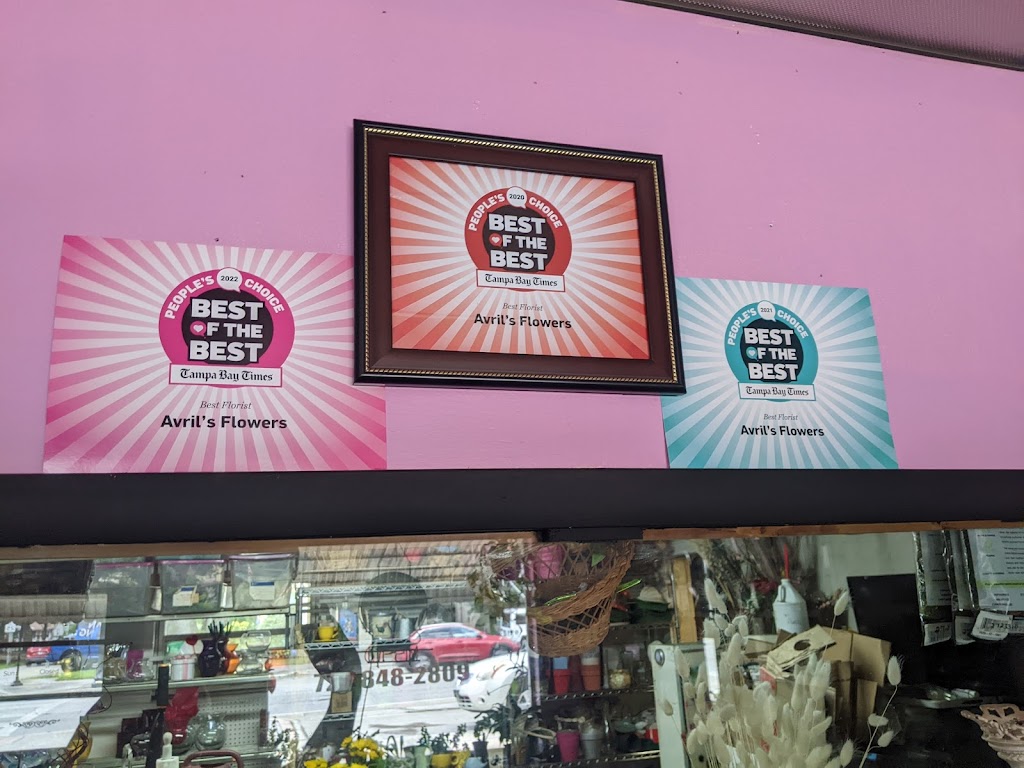 PEOPLE'S 2022 CHOICE
BEST
OF THE
BEST
Tampa Bay Times
Best Florist
Avril's Flowers
PEOPLE'S 2020 CHOICE
BEST
OF THE
BEST
Tampa Bay Times
Best Florist
Avril's Flowers
PEOPLE'S 2021 CHOICE
BEST
OF THE
BEST
Tampa Bay Times
Best Florist
Avril's Flowers
848-2809